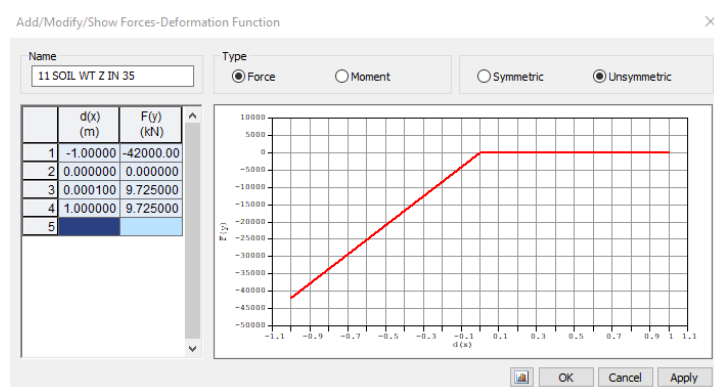 Add/Modify/Show Forces-Deformation Function
Name
11 SOIL WT Z IN 35
Type
Force Moment
Symmetric Unsymmetric
d(x) F(y)
(m) (kN)
1 -1.00000 -42000.00
2 0.000000 0.000000
3 0.000100 9.725000
4 1.000000 9.725000
5
10000
5000
0
-5000
-10000
-15000
-20000
-25000
-30000
-35000
-40000
-45000
-50000
F(y)
-1.1 -0.9 -0.7 -0.5 -0.3 -0.1 0.1 0.3 0.5 0.7 0.9 1 1.1
d(x)
OK Cancel Apply